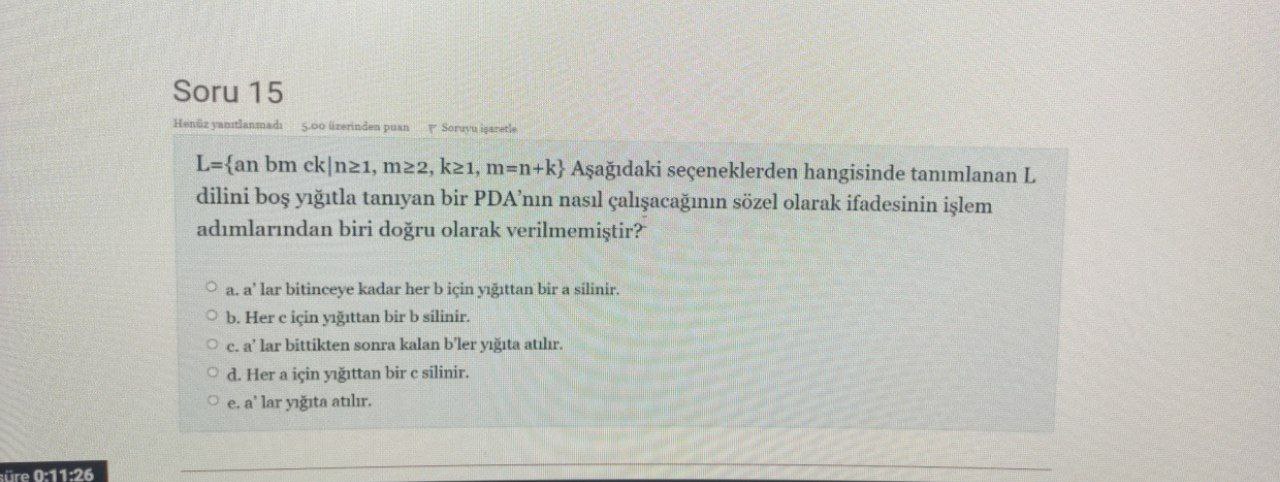 Soru 15
Henüz yanıtlanmadı 5.00 üzerinden puan Soruyu işaretle
L={an bm ck|n≥1, m≥2, k≥1, m=n+k} Aşağıdaki seçeneklerden hangisinde tanımlanan L
dilini boş yığıtla tanıyan bir PDA'nın nasıl çalışacağının sözel olarak ifadesinin işlem
adımlarından biri doğru olarak verilmemiştir?
a. a' lar bitinceye kadar her b için yığıttan bir a silinir.
b. Her c için yığıttan bir b silinir.
c. a' lar bittikten sonra kalan b'ler yığıta atılır.
d. Her a için yığıttan bir c silinir.
e. a' lar yığıta atılır.
süre 0:11:26